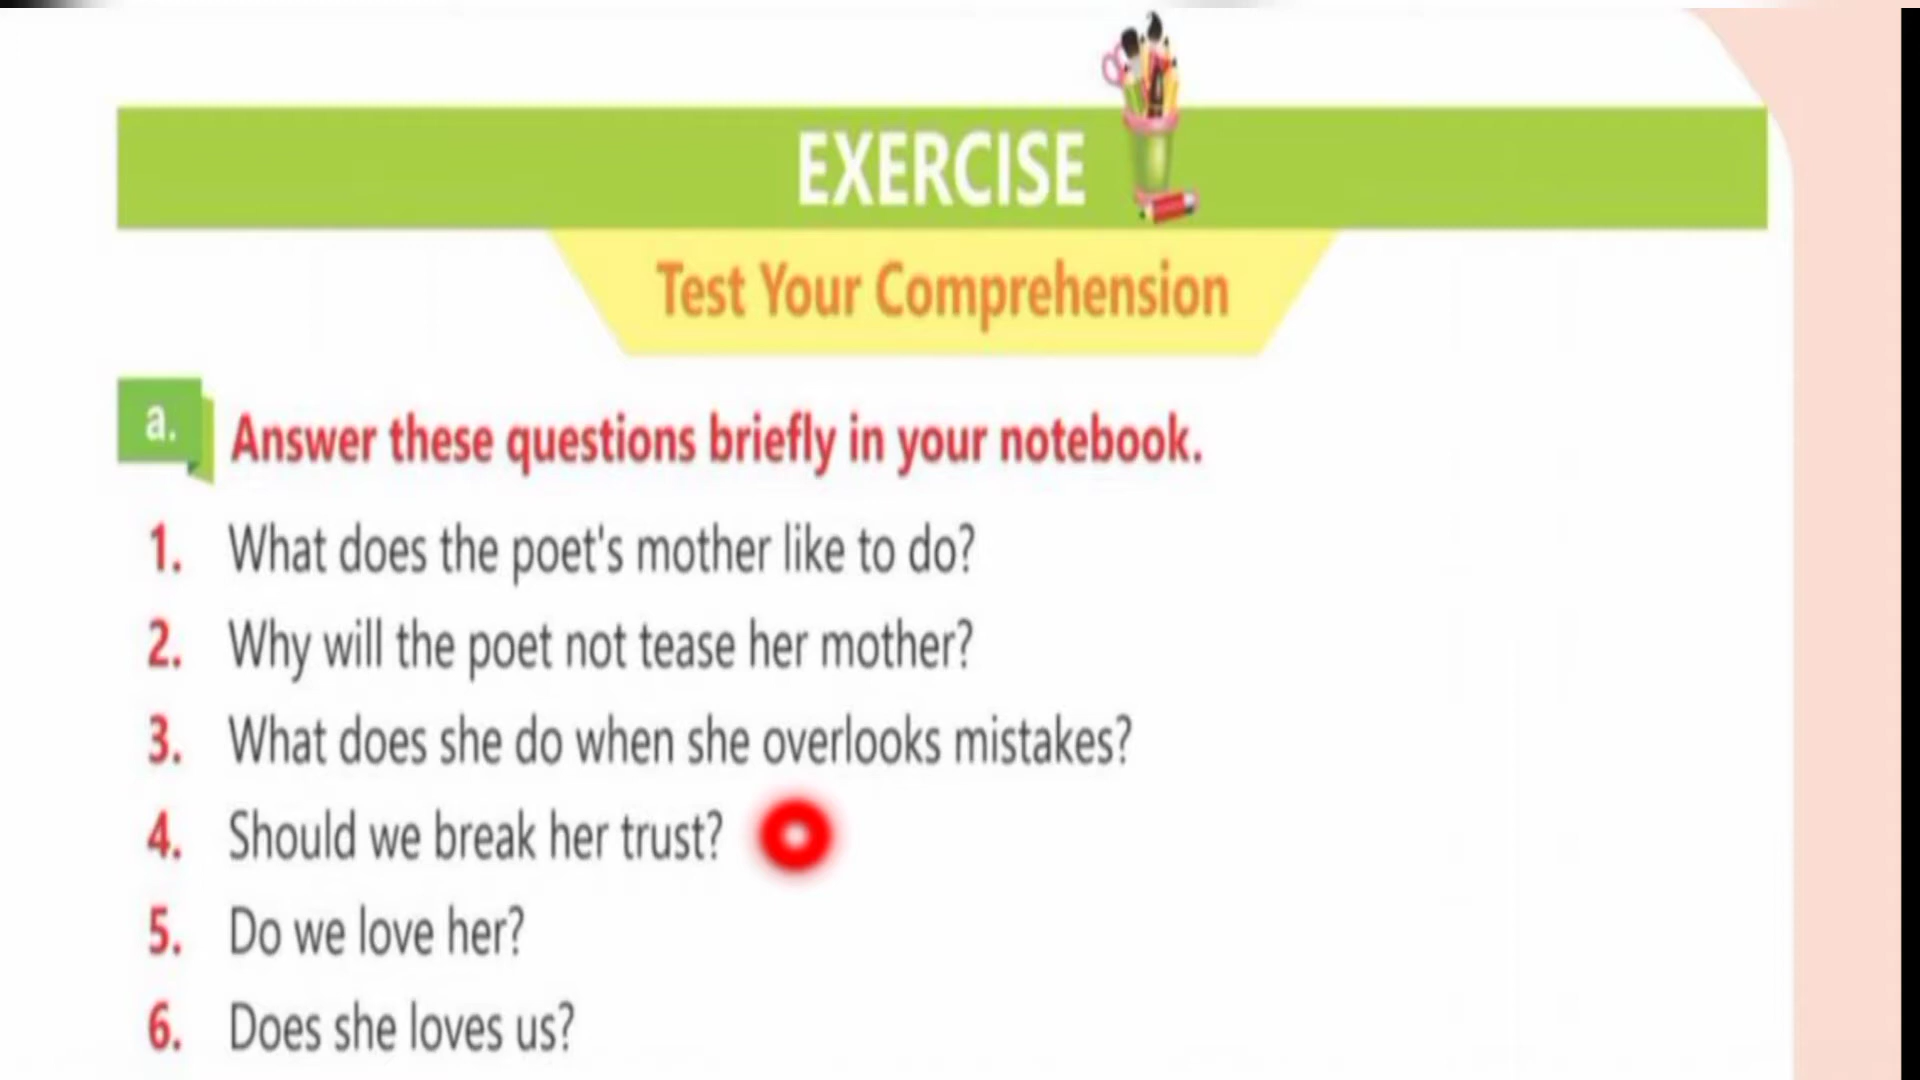 EXERCISE
Test Your Comprehension
a. Answer these questions briefly in your notebook.
1. What does the poet's mother like to do?
2. Why will the poet not tease her mother?
3. What does she do when she overlooks mistakes?
4. Should we break her trust?
5. Do we love her?
6. Does she loves us?